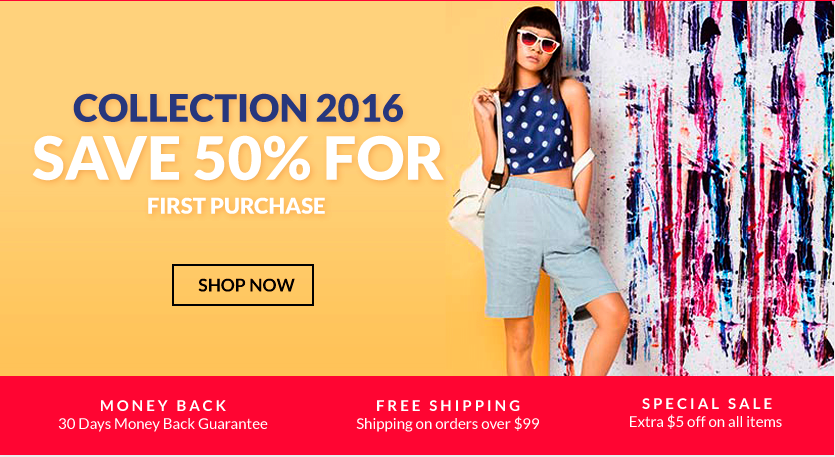 COLLECTION 2016
SAVE 50% FOR
FIRST PURCHASE
SHOP NOW
MONEY BACK
30 Days Money Back Guarantee
FREE SHIPPING
Shipping on orders over $99
SPECIAL SALE
Extra $5 off on all items